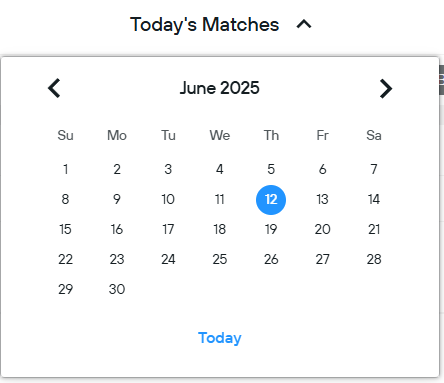 Today's Matches
June 2025
Su Mo Tu We Th Fr Sa
1 2 3 4 5 6 7
8 9 10 11 12 13 14
15 16 17 18 19 20 21
22 23 24 25 26 27 28
29 30
Today